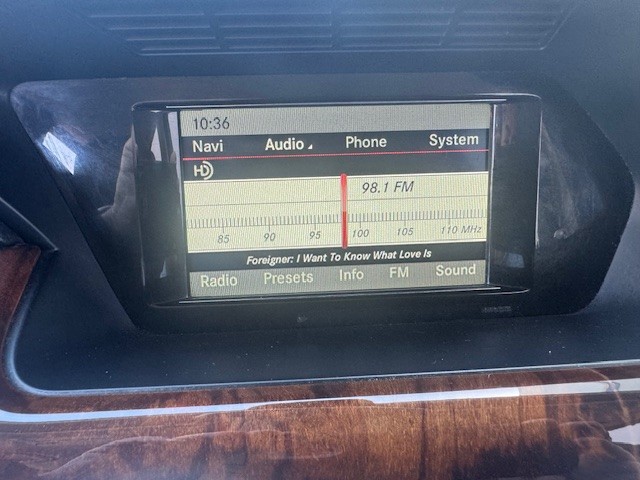 10:36
Navi Audio Phone System
HD
98.1 FM
85 90 95 100 105 110 MHz
Foreigner: I Want To Know What Love Is
Radio Presets Info FM Sound